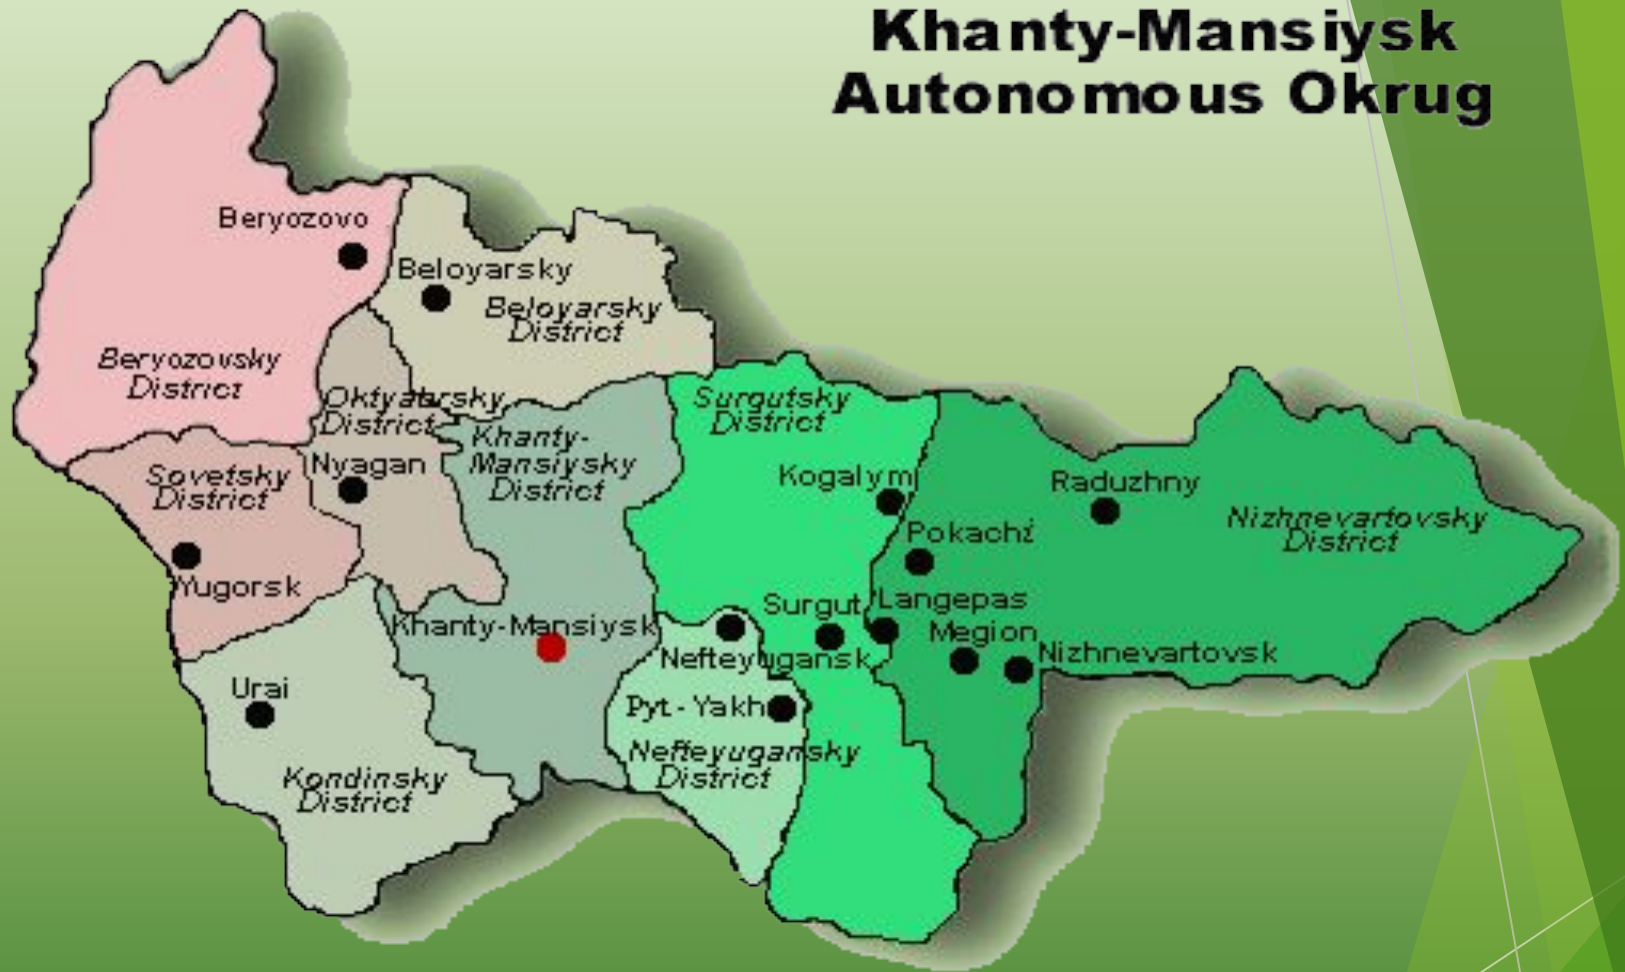 Khanty-Mansiysk
Autonomous Okrug
Beryozovo
Beloyarsky
Beloyarsky
District
Beryozovsky
District
Oktyabrsky
District
Surgutsky
District
Khanty-
Mansiysky
District
Sovetsky
District
Nyagan
Kogalym
Raduzhny
Nizhnevartovsky
District
Pokachi
Yugorsk
Surgut
Langepas
Khanty-Mansiysk
Megion
Nefteyugansk
Nizhnevartovsk
Urai
Pyt-Yakh
Nefteyugansky
District
Kondinsky
District